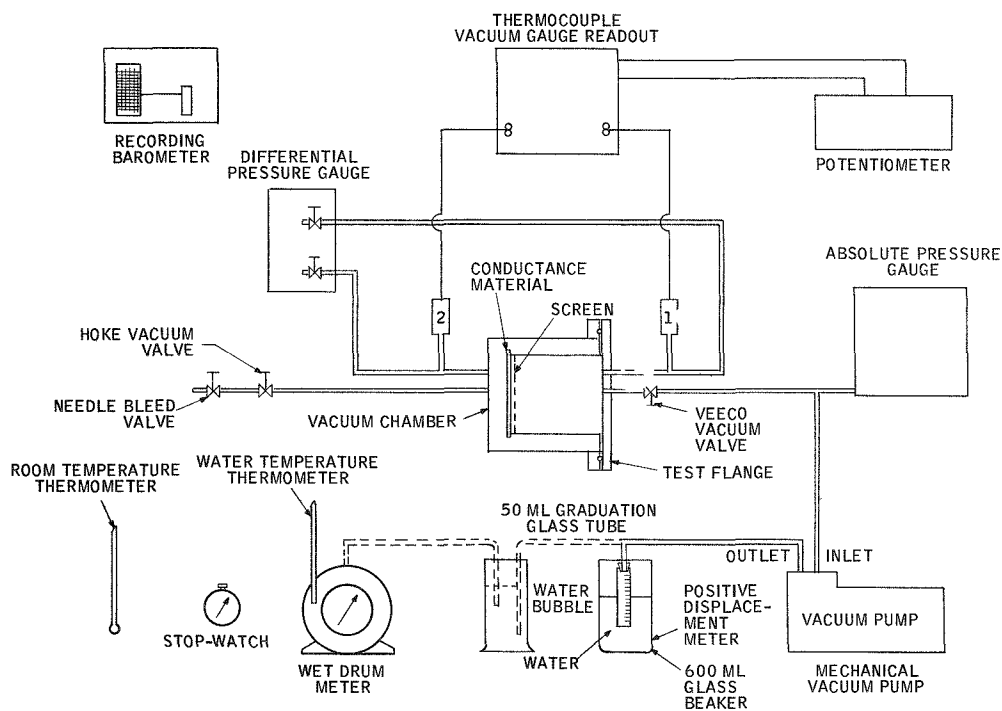 THERMOCOUPLE
VACUUM GAUGE READOUT
RECORDING
BAROMETER
POTENTIOMETER
DIFFERENTIAL
PRESSURE GAUGE
ABSOLUTE PRESSURE
GAUGE
CONDUCTANCE
MATERIAL
SCREEN
2
1
HOKE VACUUM
VALVE
NEEDLE BLEED
VALVE
VACUUM CHAMBER
VEECO
VACUUM
VALVE
TEST FLANGE
ROOM TEMPERATURE
THERMOMETER
WATER TEMPERATURE
THERMOMETER
50 ML GRADUATION
GLASS TUBE
OUTLET
INLET
STOP-WATCH
WET DRUM
METER
WATER
BUBBLE
WATER
POSITIVE
DISPLACE-
MENT
METER
600 ML
GLASS
BEAKER
VACUUM PUMP
MECHANICAL
VACUUM PUMP